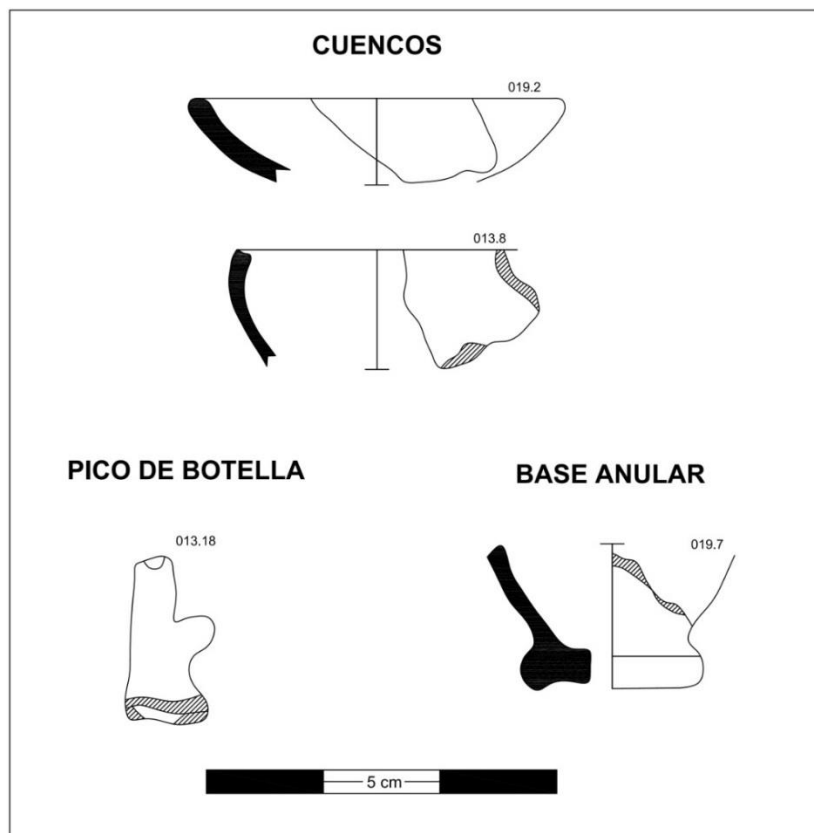 CUENCOS
019.2
013.8
PICO DE BOTELLA
BASE ANULAR
013.18
019.7
5 cm